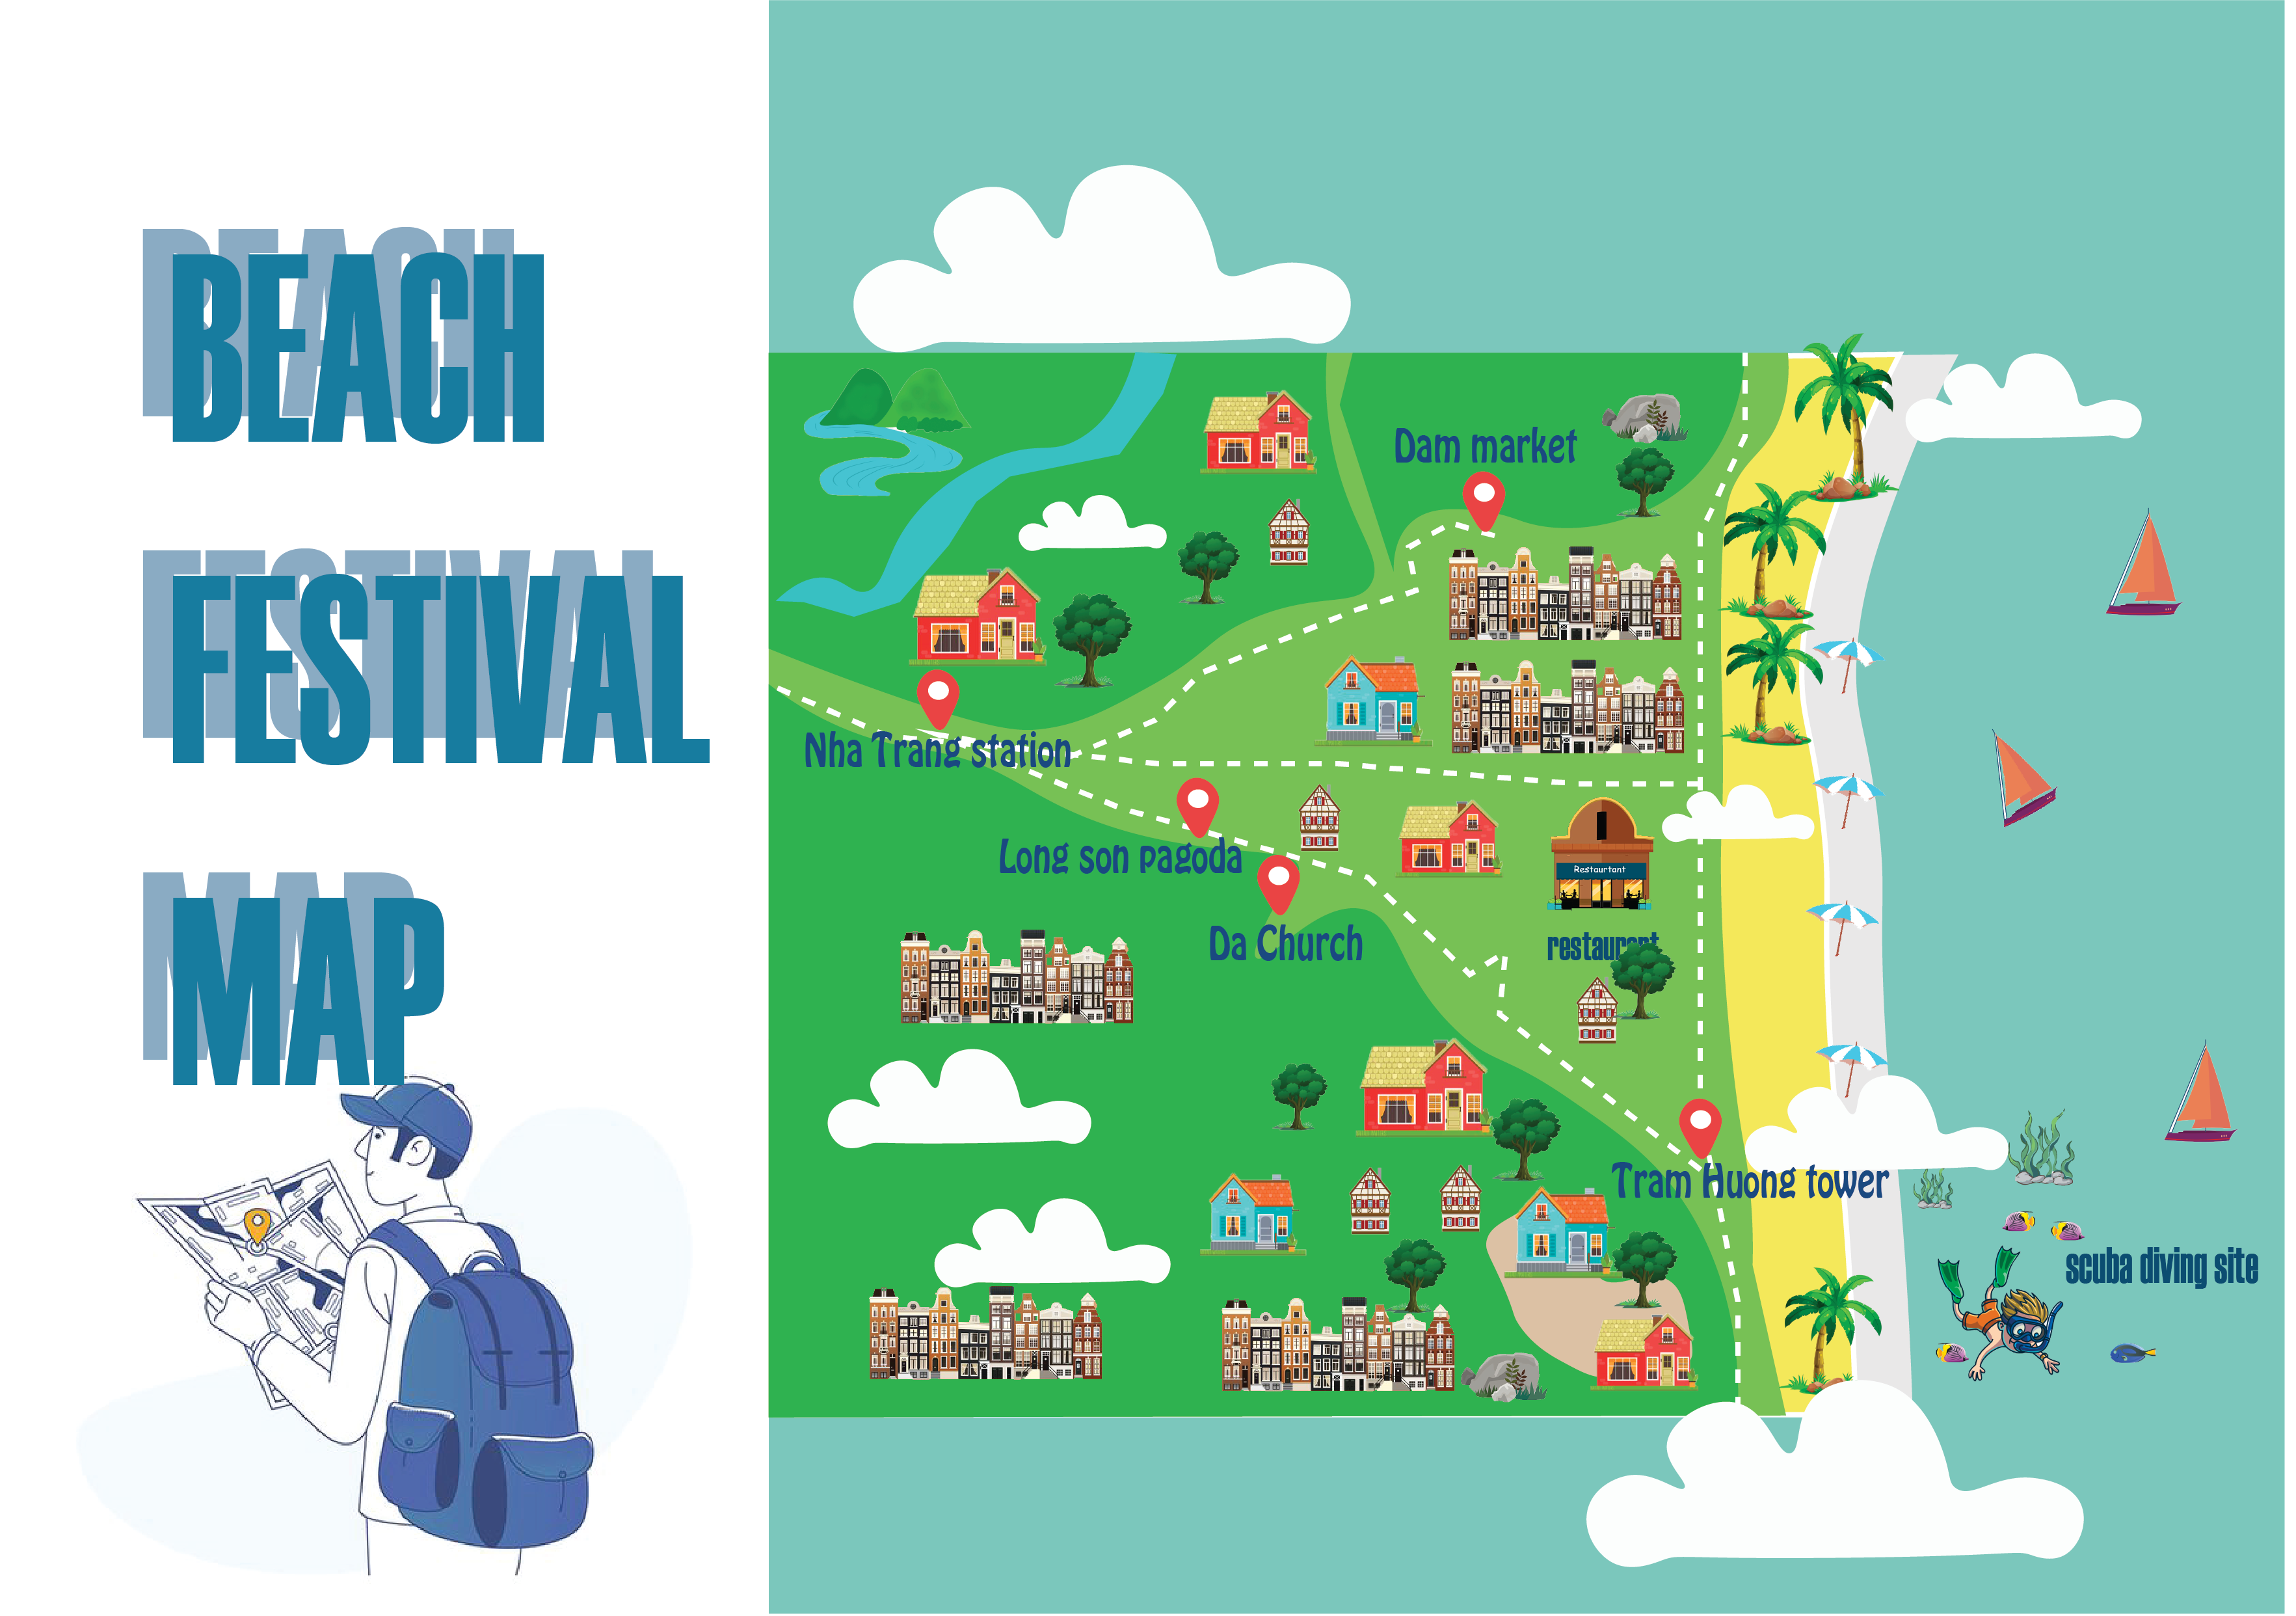 BEACH
FESTIVAL
MAP
Dam market
Nha Trang station
Long son pagoda
Da Church
Restaurtant
restaurant
Tram Huong tower
scuba diving site